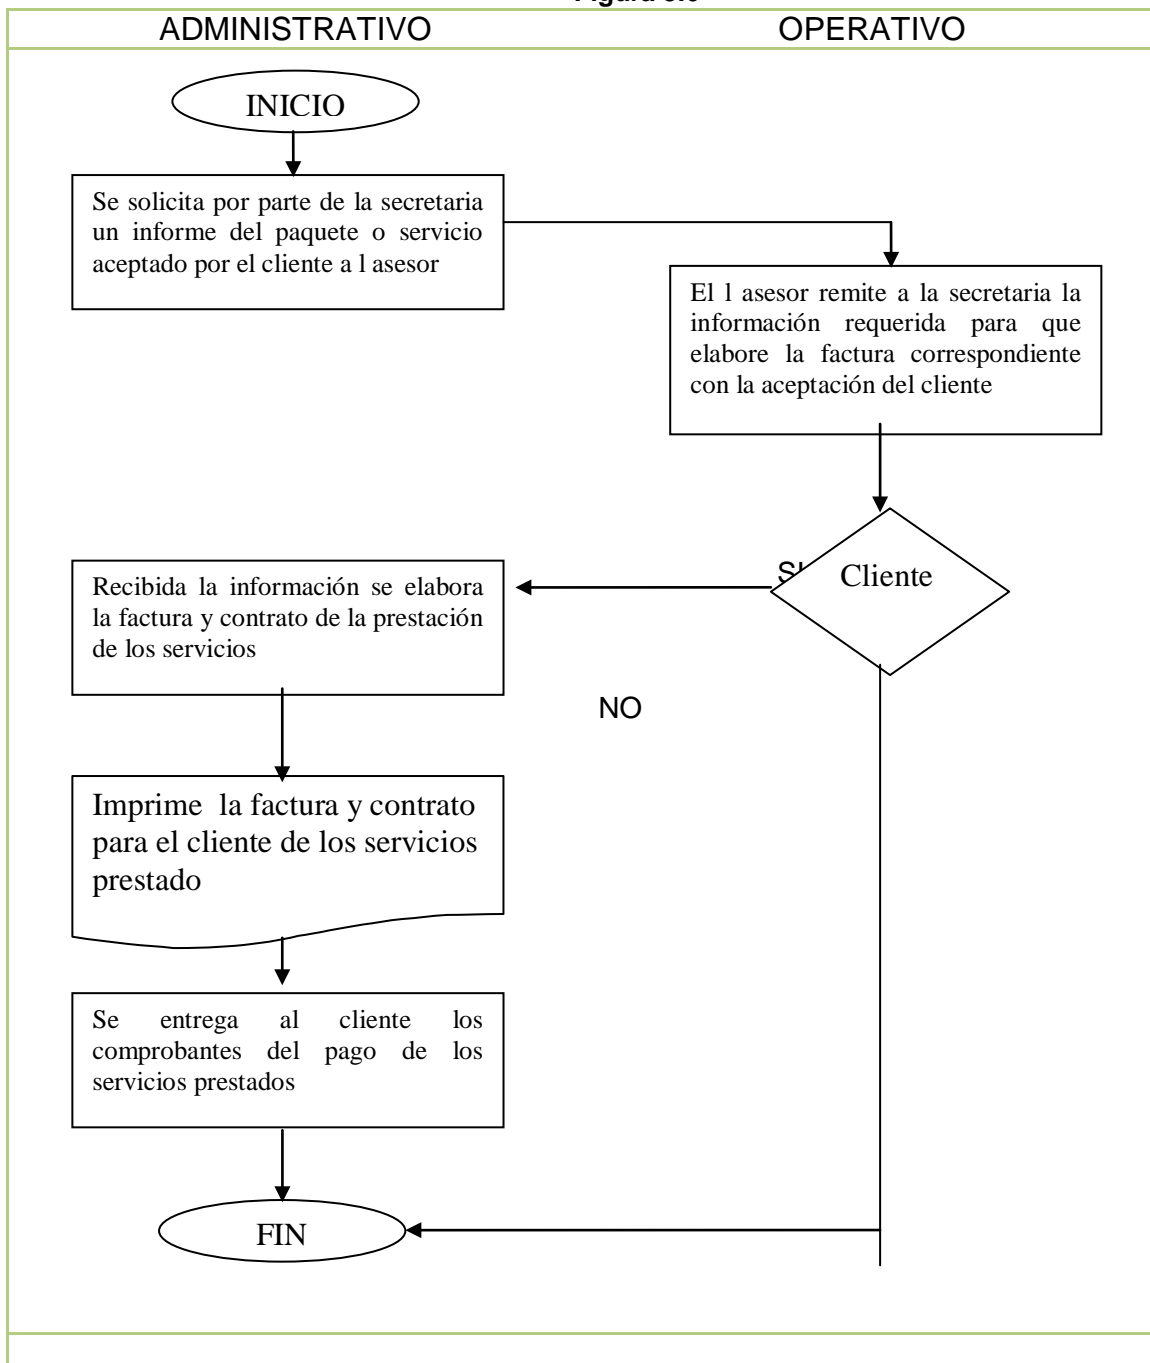 ADMINISTRATIVO OPERATIVO
INICIO
Se solicita por parte de la secretaria
un informe del paquete o servicio
aceptado por el cliente a l asesor
El l asesor remite a la secretaria la
información requerida para que
elabore la factura correspondiente
con la aceptación del cliente
Cliente
Recibida la información se elabora
la factura y contrato de la prestación
de los servicios
NO
Imprime la factura y contrato
para el cliente de los servicios
prestado
Se entrega al cliente los
comprobantes del pago de los
servicios prestados
FIN